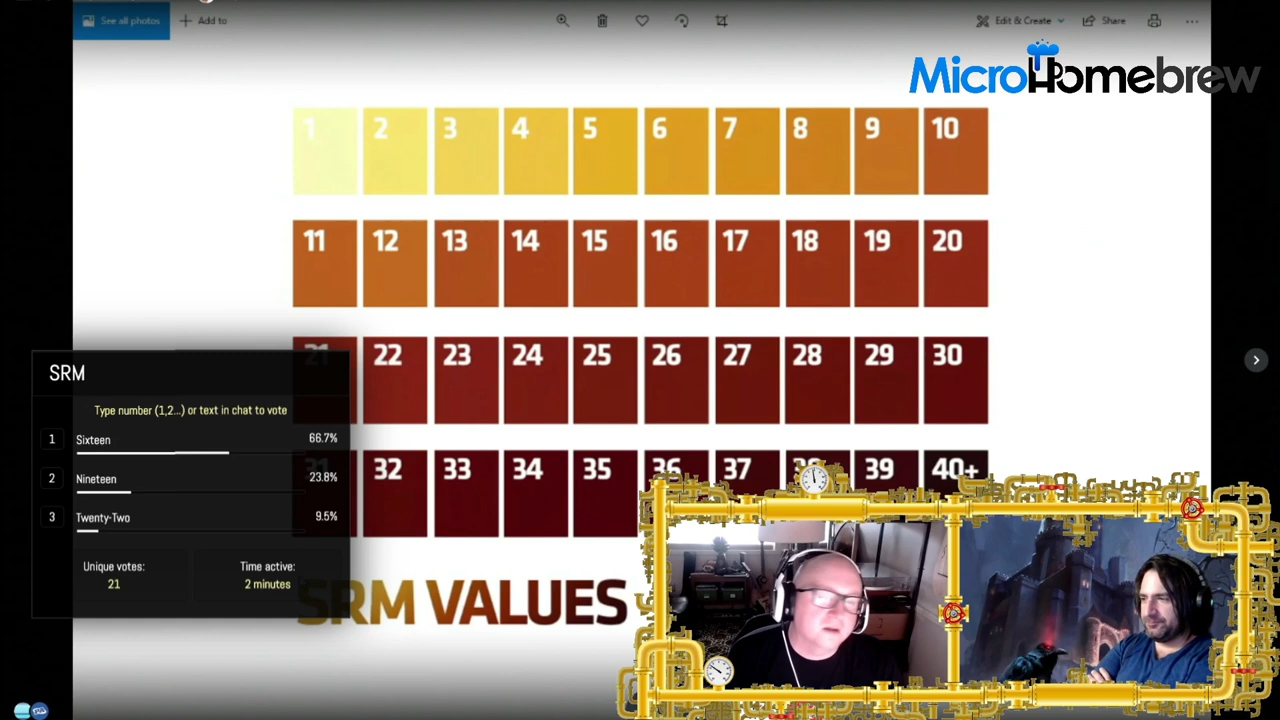 See all photos
Add to
Edit & Create
Share
MicroHomebrew
1 2 3 4 5 6 7 8 9 10
11 12 13 14 15 16 17 18 19 20
21 22 23 24 25 26 27 28 29 30
31 32 33 34 35 36 37 38 39 40+
SRM VALUES
SRM
Type number (1,2...) or text in chat to vote
1 Sixteen 66.7%
2 Nineteen 23.8%
3 Twenty-Two 9.5%
Unique votes: Time active:
21 2 minutes